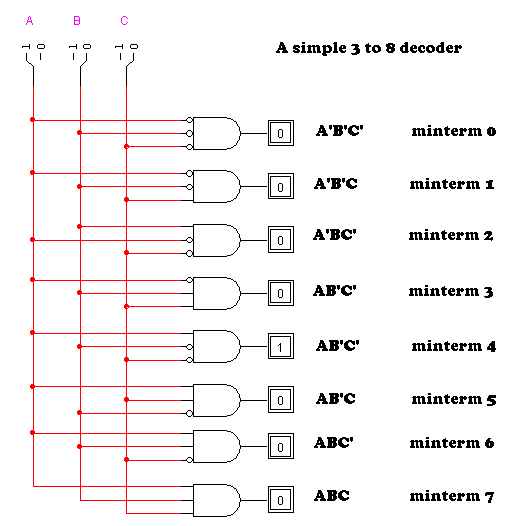 A B C
1 0 1 0 1 0
A simple 3 to 8 decoder
0 A'B'C' minterm 0
0 A'B'C minterm 1
0 A'BC' minterm 2
0 AB'C' minterm 3
1 AB'C' minterm 4
0 AB'C minterm 5
0 ABC' minterm 6
0 ABC minterm 7